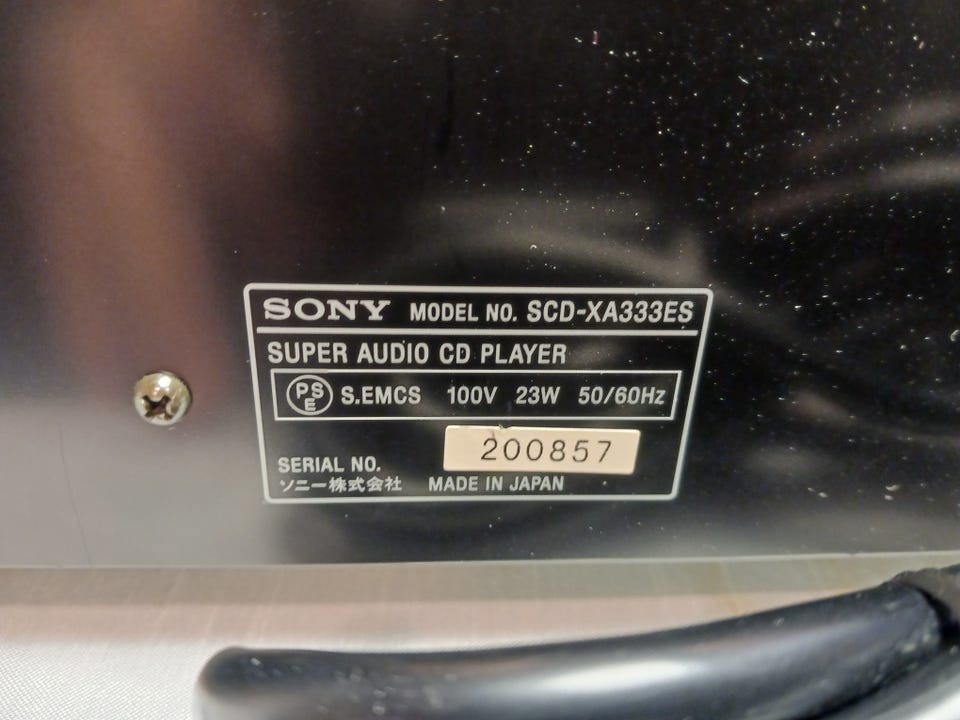 SONY MODEL NO. SCD-XA333ES
SUPER AUDIO CD PLAYER
PSE S.EMCS 100V 23W 50/60Hz
200857
SERIAL NO.
ソニー株式会社 MADE IN JAPAN